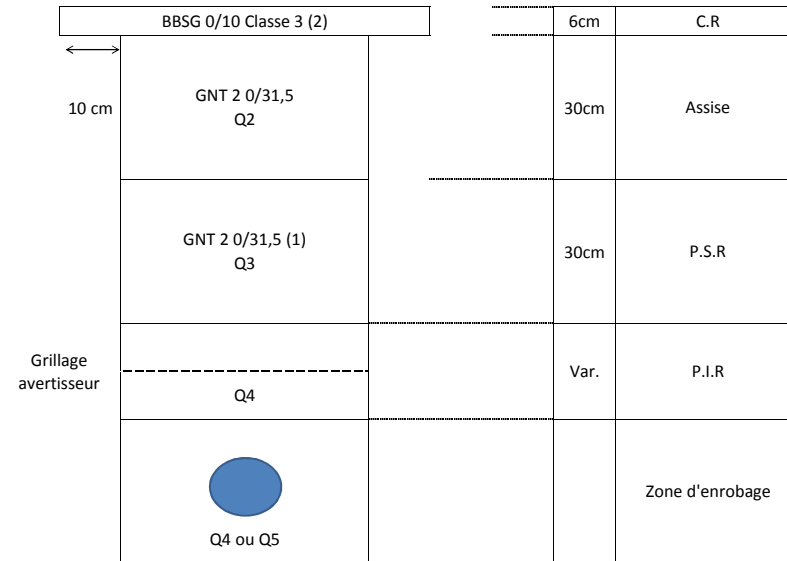 BBSG 0/10 Classe 3 (2)
6cm
C.R
10 cm
GNT 2 0/31,5
Q2
30cm
Assise
GNT 2 0/31,5 (1)
Q3
30cm
P.S.R
Grillage
avertisseur
Q4
Var.
P.I.R
Zone d'enrobage
Q4 ou Q5